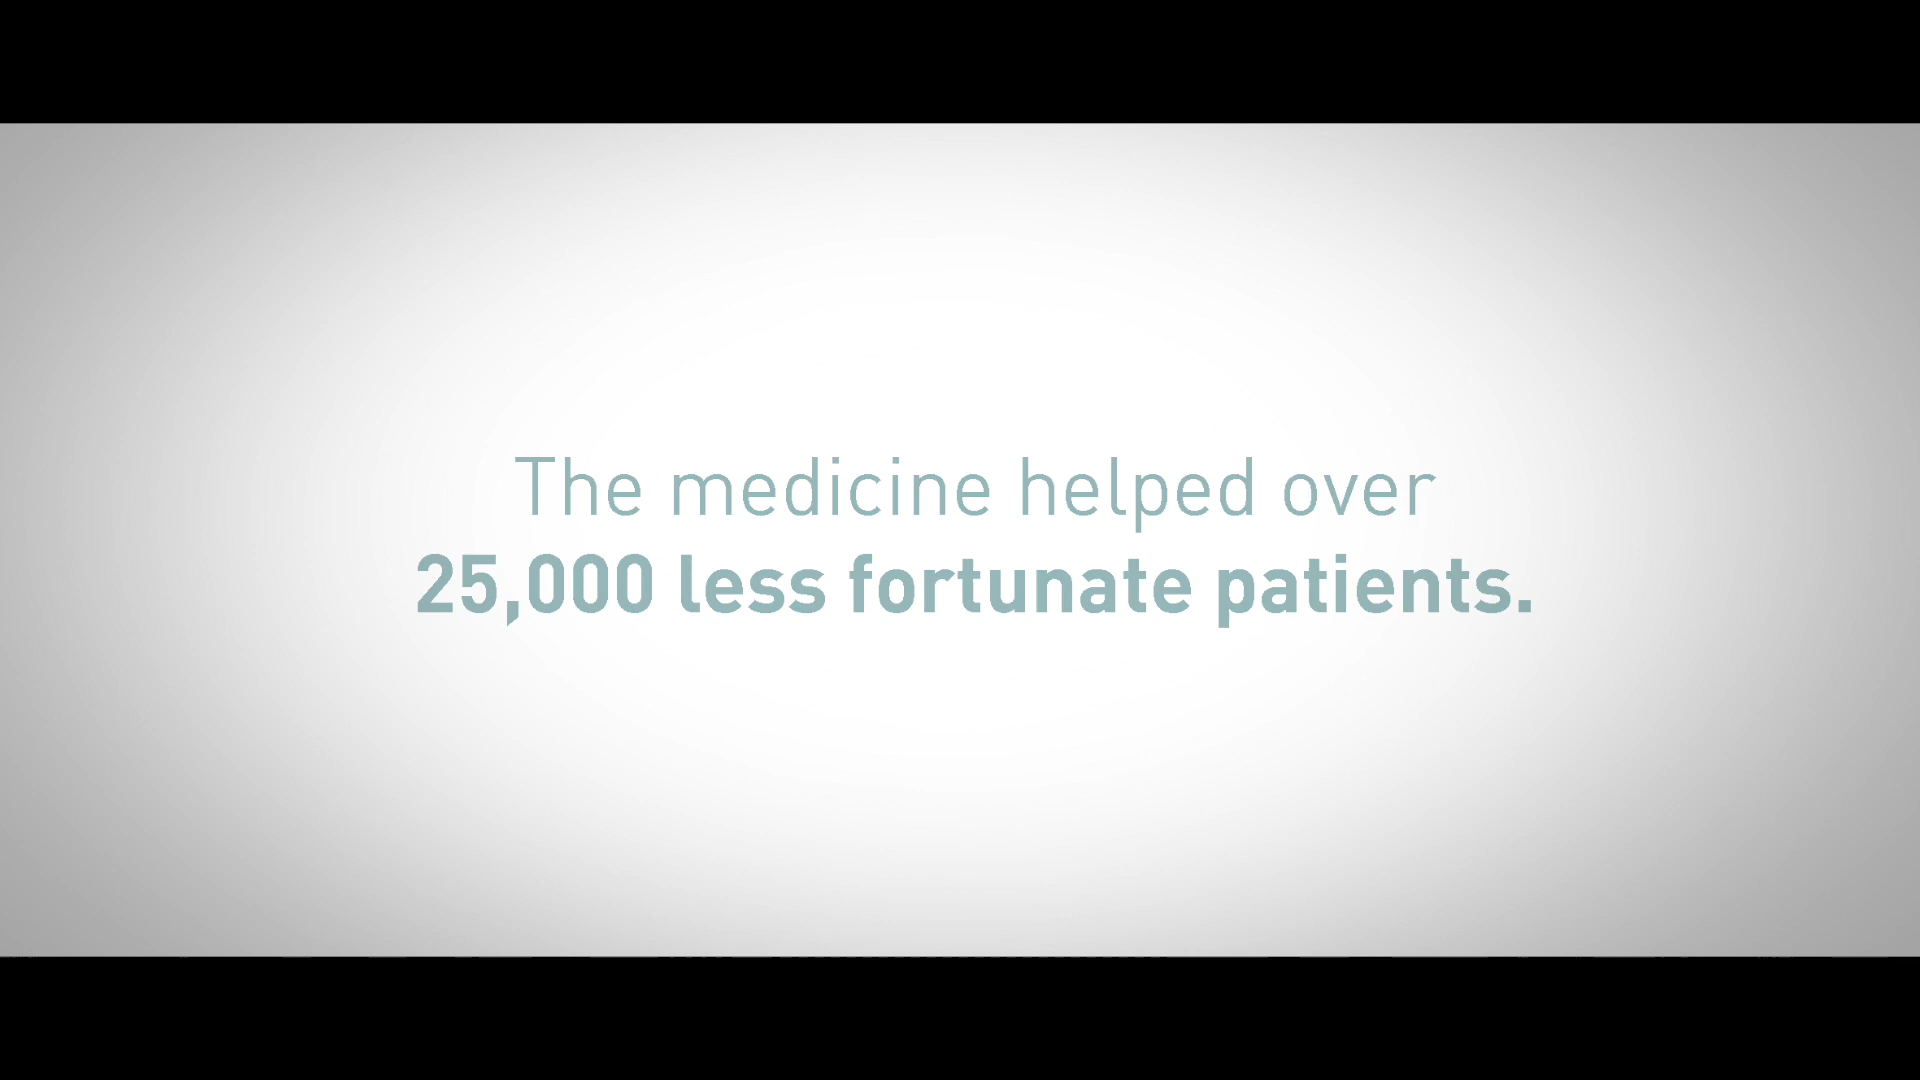 The medicine helped over
25,000 less fortunate patients.